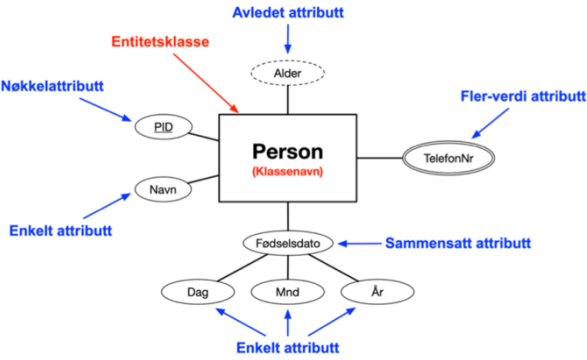 Avledet attributt
Entitetsklasse
Alder
Nøkkelattributt
Fler-verdi attributt
PID
Person
(Klassenavn)
TelefonNr
Navn
Enkelt attributt
Fødselsdato
Sammensatt attributt
Dag
Mnd
År
Enkelt attributt